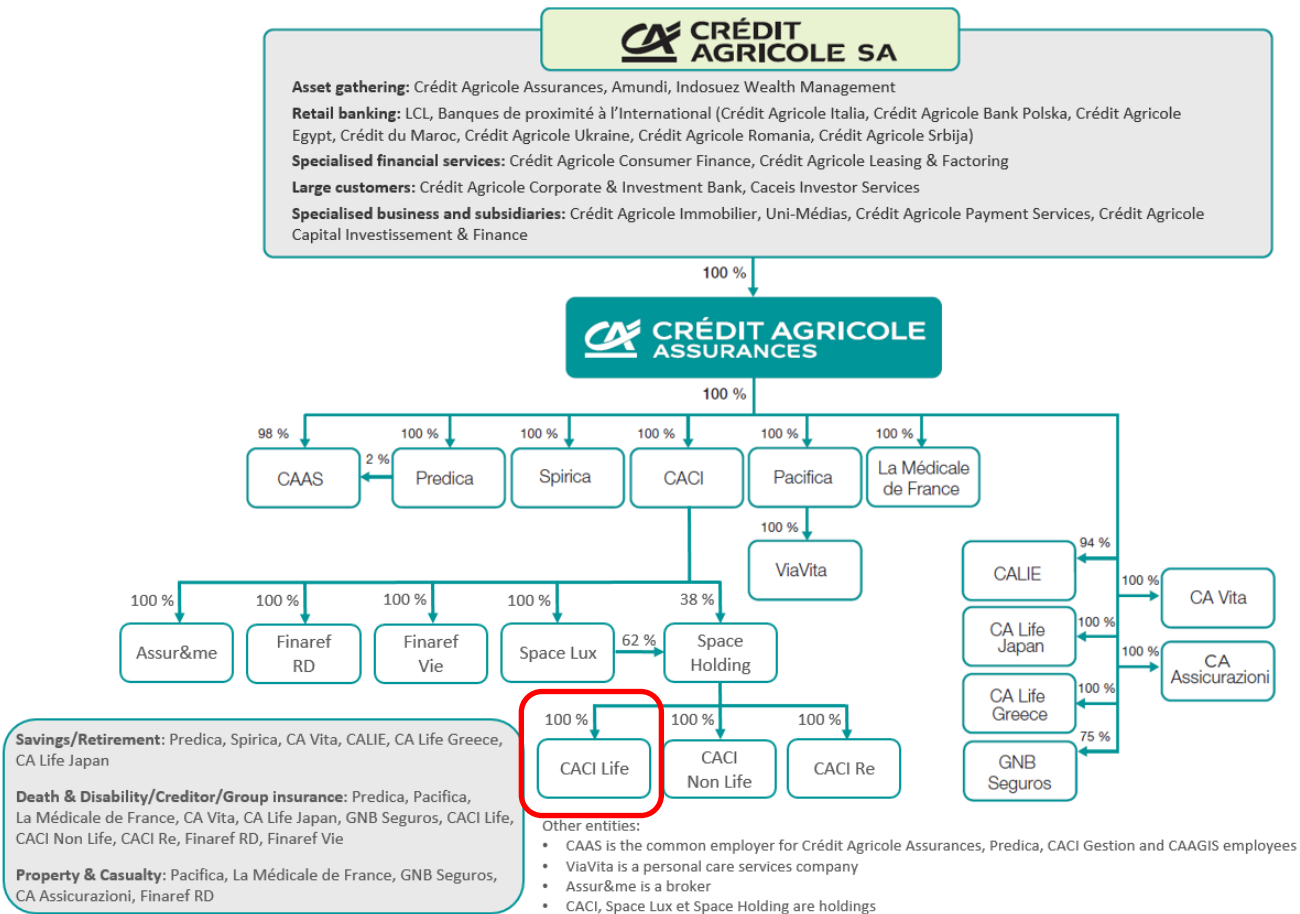 CRÉDIT
AGRICOLE SA
Asset gathering: Crédit Agricole Assurances, Amundi, Indosuez Wealth Management
Retail banking: LCL, Banques de proximité à l'International (Crédit Agricole Italia, Crédit Agricole Bank Polska, Crédit Agricole
Egypt, Crédit du Maroc, Crédit Agricole Ukraine, Crédit Agricole Romania, Crédit Agricole Srbija)
Specialised financial services: Crédit Agricole Consumer Finance, Crédit Agricole Leasing & Factoring
Large customers: Crédit Agricole Corporate & Investment Bank, Caceis Investor Services
Specialised business and subsidiaries: Crédit Agricole Immobilier, Uni-Médias, Crédit Agricole Payment Services, Crédit Agricole
Capital Investissement & Finance
100 %
CRÉDIT AGRICOLE
ASSURANCES
100 %
98 %
100 %
100 %
100 %
100 %
100 %
CAAS
2 %
Predica
Spirica
CACI
Pacifica
La Médicale
de France
100 %
ViaVita
94 %
CALIE
100 %
CA Vita
100 %
CA Life
Japan
100 %
CA
Assicurazioni
100 %
CA Life
Greece
75 %
GNB
Seguros
100 %
100 %
100 %
100 %
38 %
Assur&me
Finaref
RD
Finaref
Vie
Space Lux
62 %
Space
Holding
100 %
100 %
100 %
CACI Life
CACI
Non Life
CACI Re
Savings/Retirement: Predica, Spirica, CA Vita, CALIE, CA Life Greece,
CA Life Japan
Death & Disability/Creditor/Group insurance: Predica, Pacifica,
La Médicale de France, CA Vita, CA Life Japan, GNB Seguros, CACI Life,
CACI Non Life, CACI Re, Finaref RD, Finaref Vie
Property & Casualty: Pacifica, La Médicale de France, GNB Seguros,
CA Assicurazioni, Finaref RD
Other entities:
• CAAS is the common employer for Crédit Agricole Assurances, Predica, CACI Gestion and CAAGIS employees
• ViaVita is a personal care services company
• Assur&me is a broker
• CACI, Space Lux et Space Holding are holdings